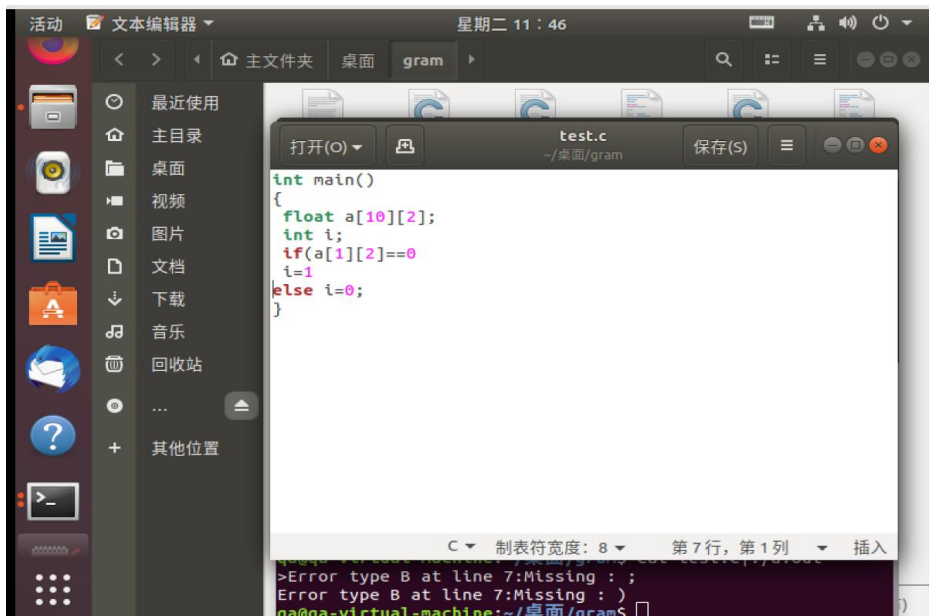 活动 文本编辑器 星期二 11：46
主文件夹 桌面 gram
最近使用
主目录
桌面
视频
图片
文档
下载
音乐
回收站
...
其他位置
打开(O) test.c 保存(S)
~/桌面/gram
int main()
{
float a[10][2];
int i;
if(a[1][2]==0
i=1
else i=0;
}
C 制表符宽度：8 第 7 行，第 1 列 插入
>Error type B at line 7:Missing : ;
Error type B at line 7:Missing : )
qa@qa-virtual-machine:~/桌面/gram$